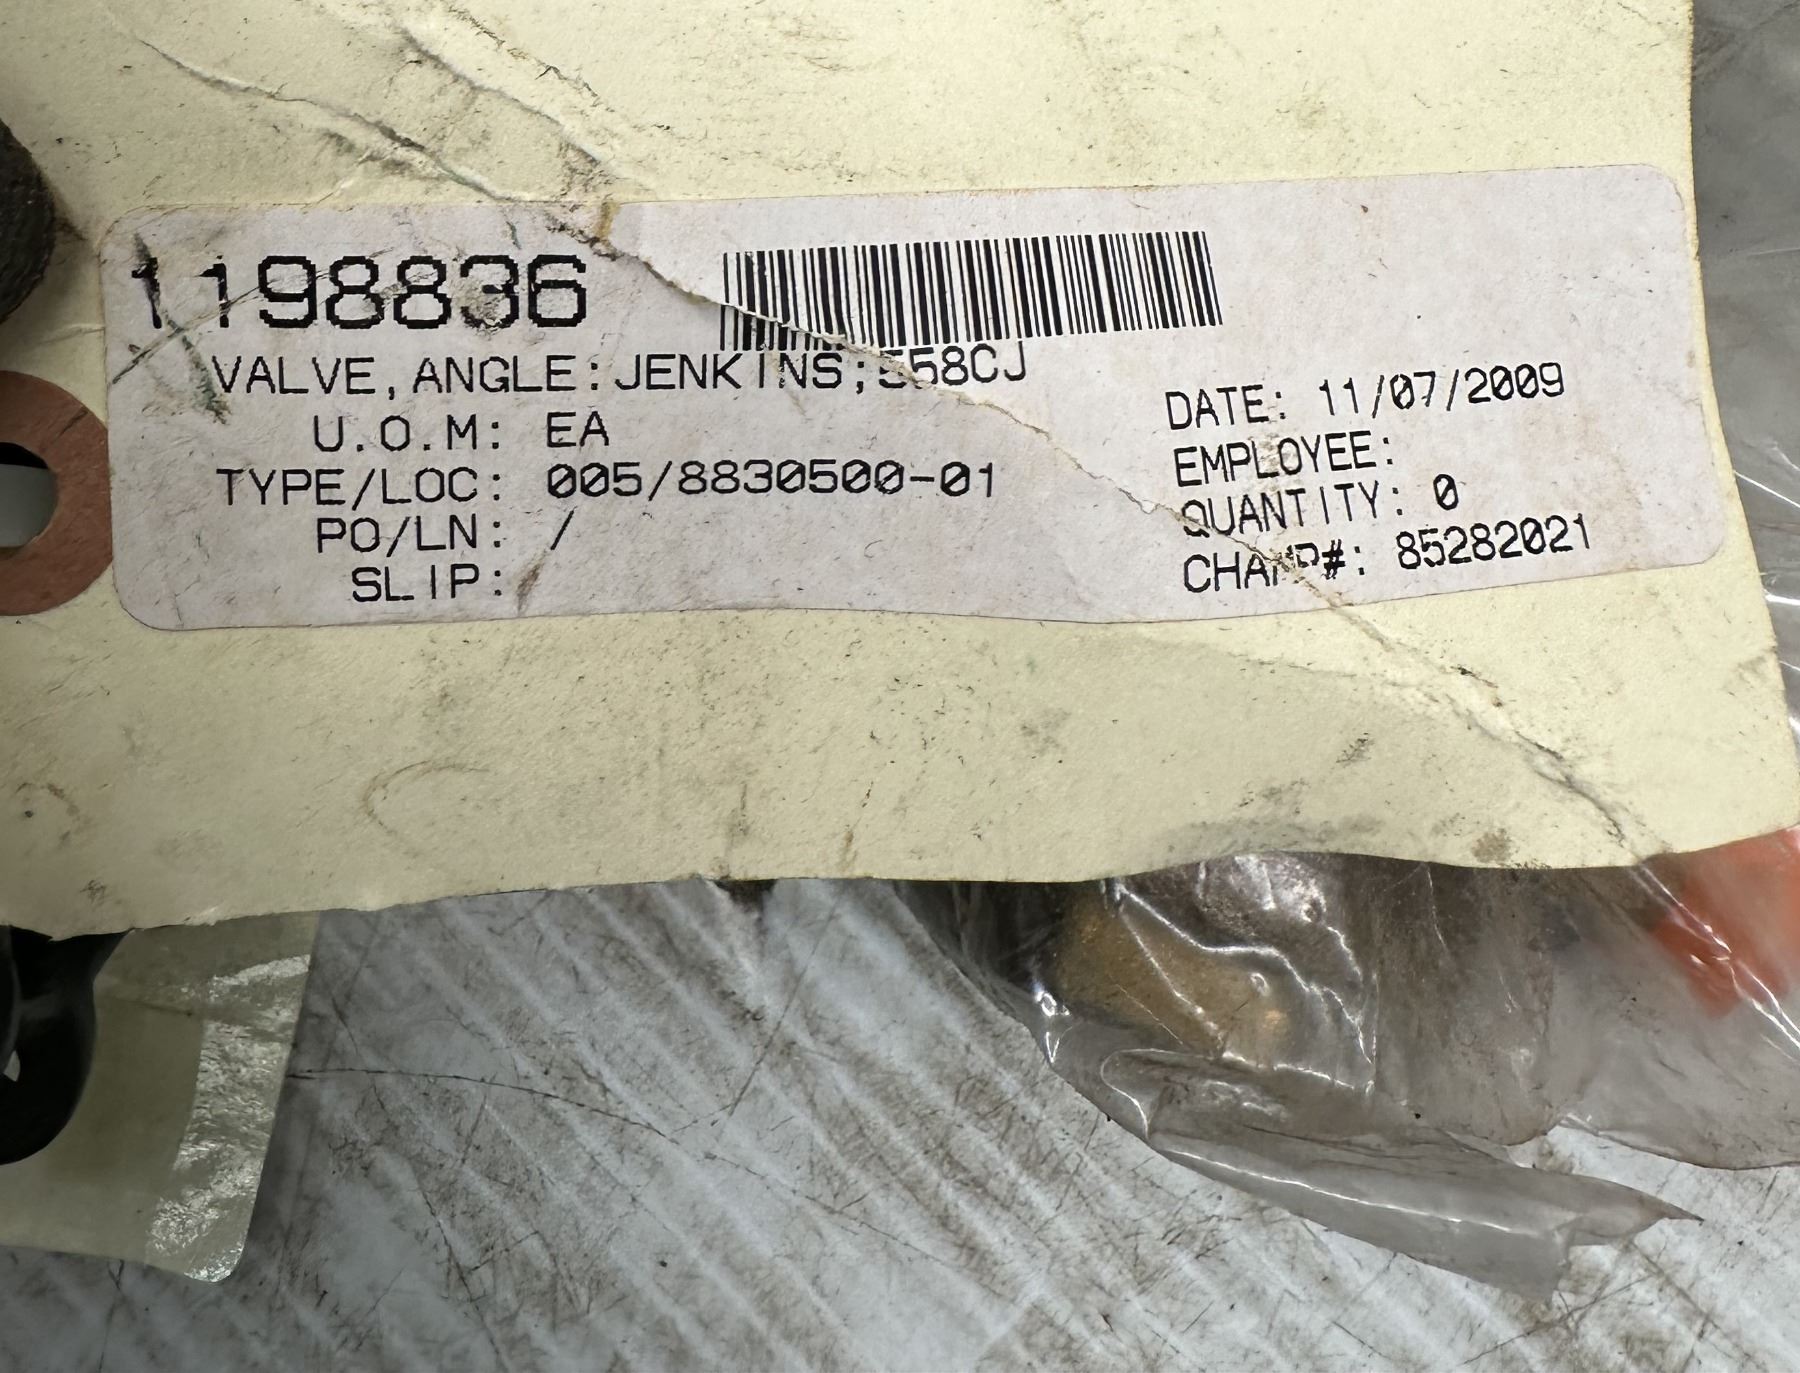 1198836
VALVE, ANGLE: JENKINS; 558CJ
U.O.M: EA
TYPE/LOC: 005/8830500-01
PO/LN: /
SLIP:
DATE: 11/07/2009
EMPLOYEE:
QUANTITY: 0
CHAMP#: 85282021